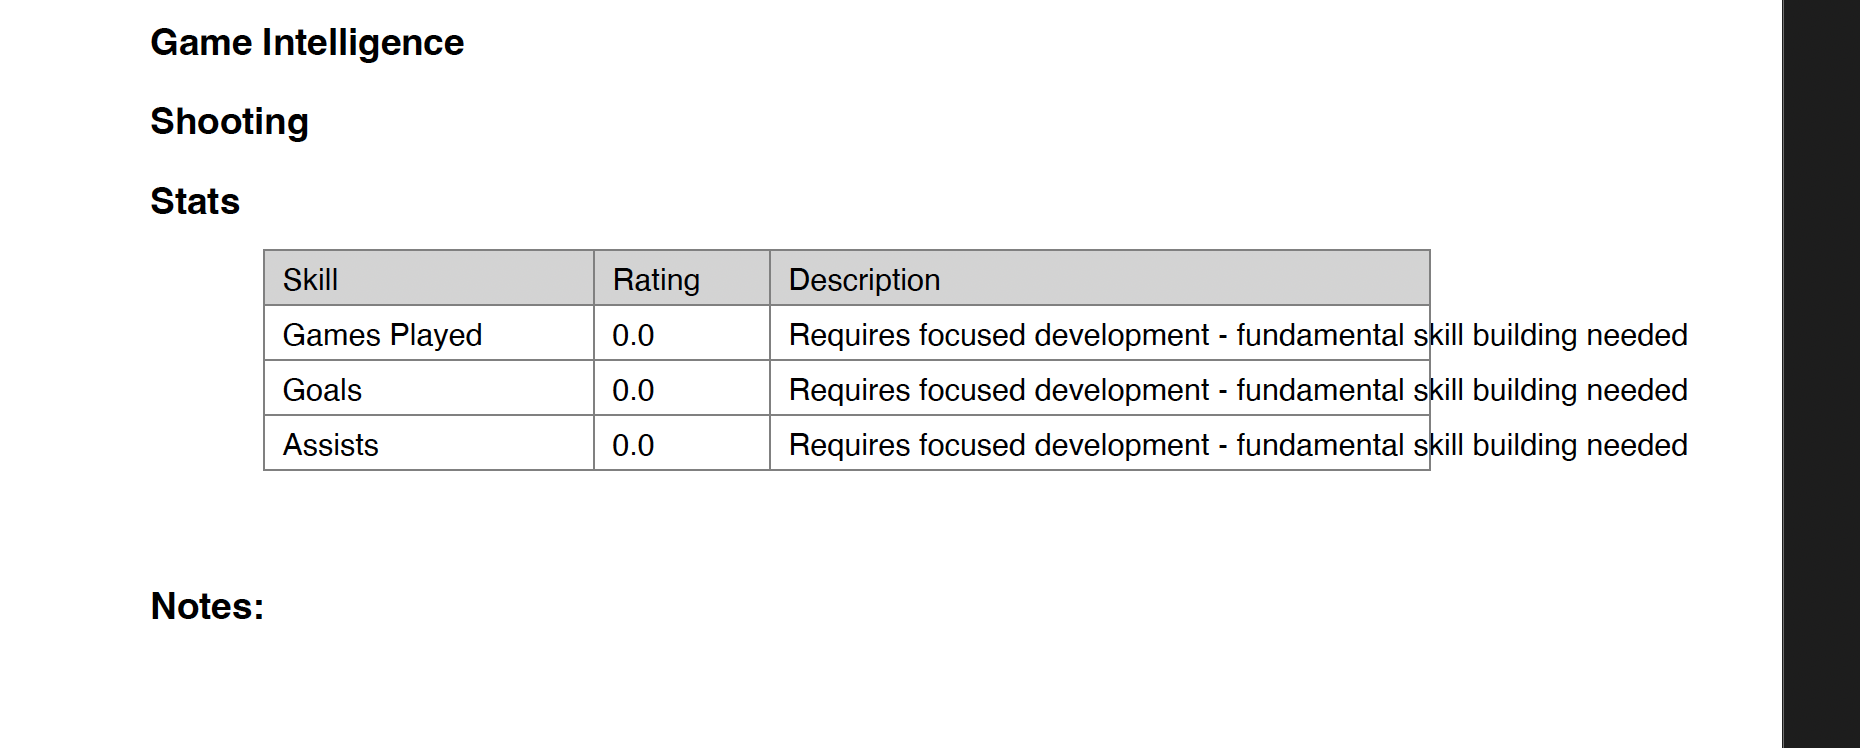 Game Intelligence
Shooting
Stats
Skill Rating Description
Games Played 0.0 Requires focused development - fundamental skill building needed
Goals 0.0 Requires focused development - fundamental skill building needed
Assists 0.0 Requires focused development - fundamental skill building needed
Notes: